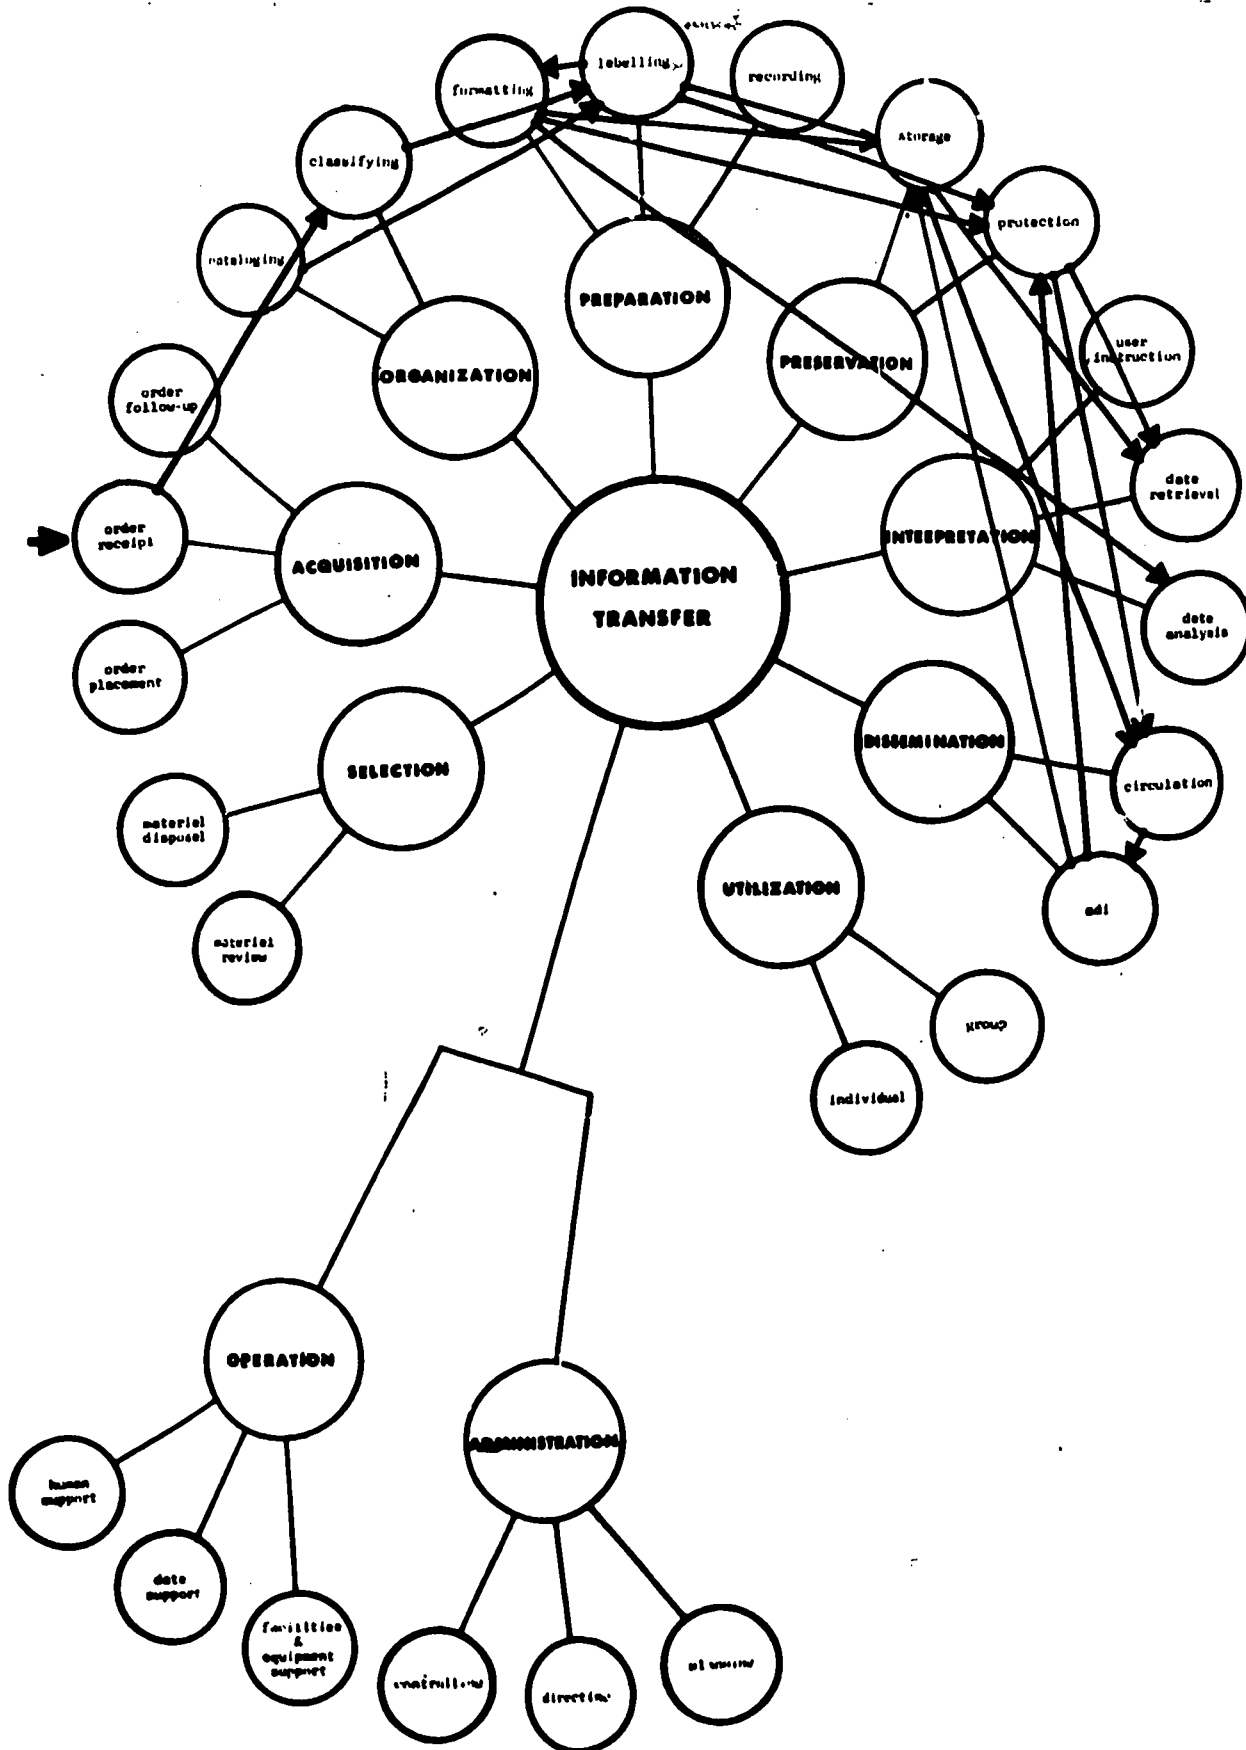 labelling
formatting
recording
storage
classifying
protection
cataloging
PREPARATION
user
instruction
PRESERVATION
ORGANIZATION
order
follow-up
date
retrieval
order
receipt
ACQUISITION
INTERPRETATION
INFORMATION
TRANSFER
date
analysis
order
placement
DISSEMINATION
SELECTION
circulation
material
disposal
UTILIZATION
sdi
material
review
group
individual
OPERATION
ADMINISTRATION
human
support
data
support
facilities
&
equipment
support
controlling
directing
planning